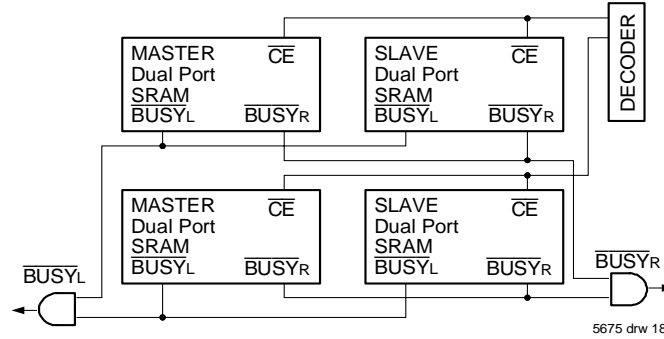 MASTER
Dual Port
SRAM
BUSYL BUSYR
CE
SLAVE
Dual Port
SRAM
BUSYL BUSYR
CE
DECODER
MASTER
Dual Port
SRAM
BUSYL BUSYR
CE
SLAVE
Dual Port
SRAM
BUSYL BUSYR
CE
BUSYL
BUSYR
5675 drw 18